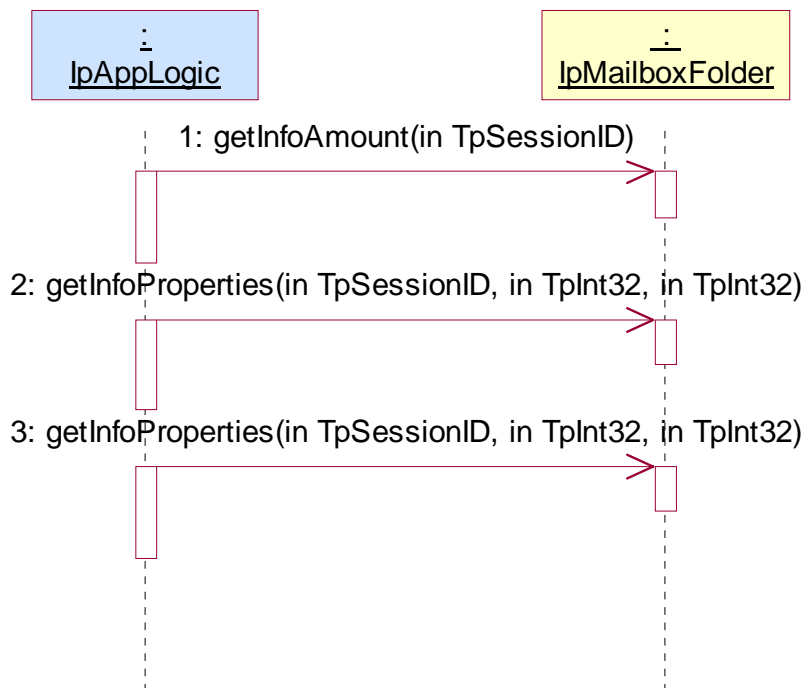 :
IpAppLogic
:
IpMailboxFolder
1: getInfoAmount(in TpSessionID)
2: getInfoProperties(in TpSessionID, in TpInt32, in TpInt32)
3: getInfoProperties(in TpSessionID, in TpInt32, in TpInt32)